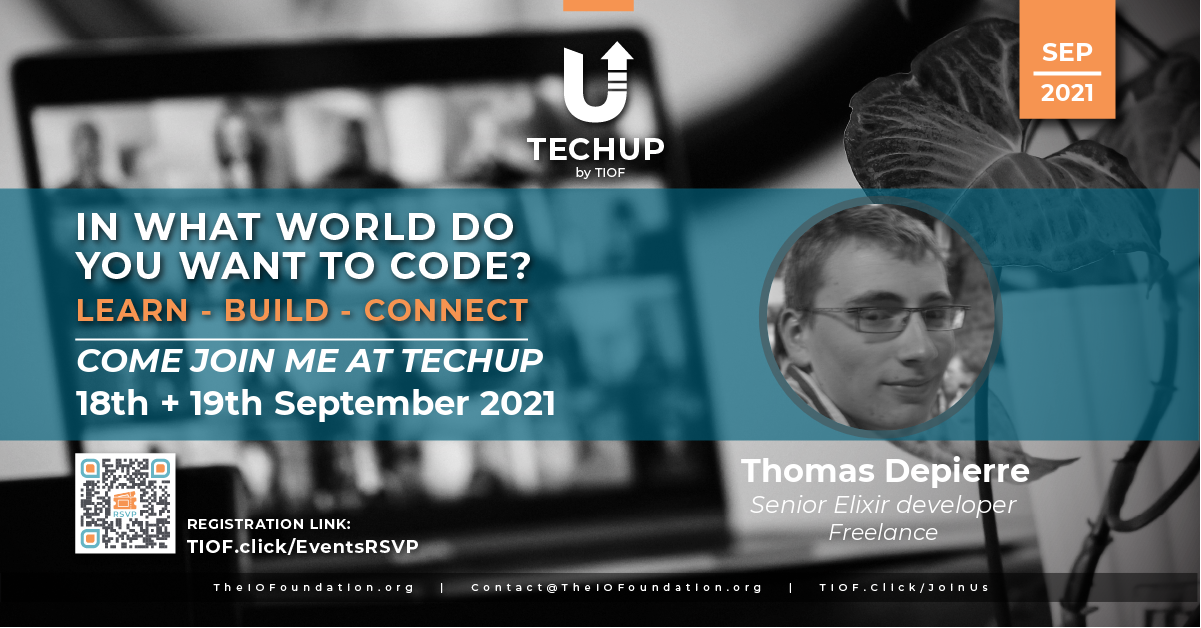 SEP
2021
TECHUP
by TIOF
IN WHAT WORLD DO
YOU WANT TO CODE?
LEARN - BUILD - CONNECT
COME JOIN ME AT TECHUP
18th + 19th September 2021
Thomas Depierre
Senior Elixir developer
Freelance
RSVP
REGISTRATION LINK:
TIOF.click/EventsRSVP
TheIOFoundation.org | Contact@TheIOFoundation.org | TIOF.Click/JoinUs